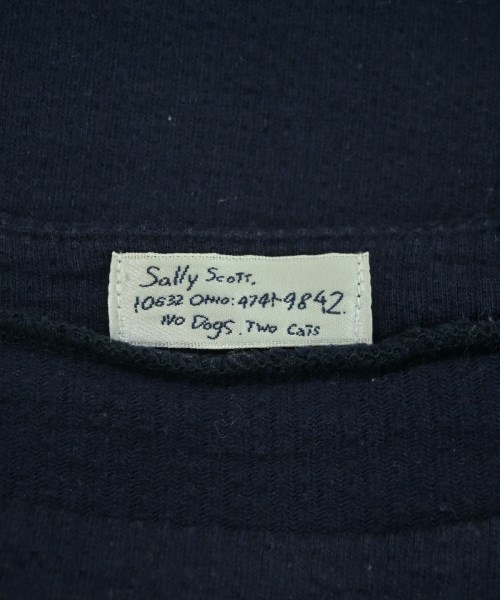 Sally Scott.
10632 Ohio: 4741-9842.
No Dogs. Two Cats